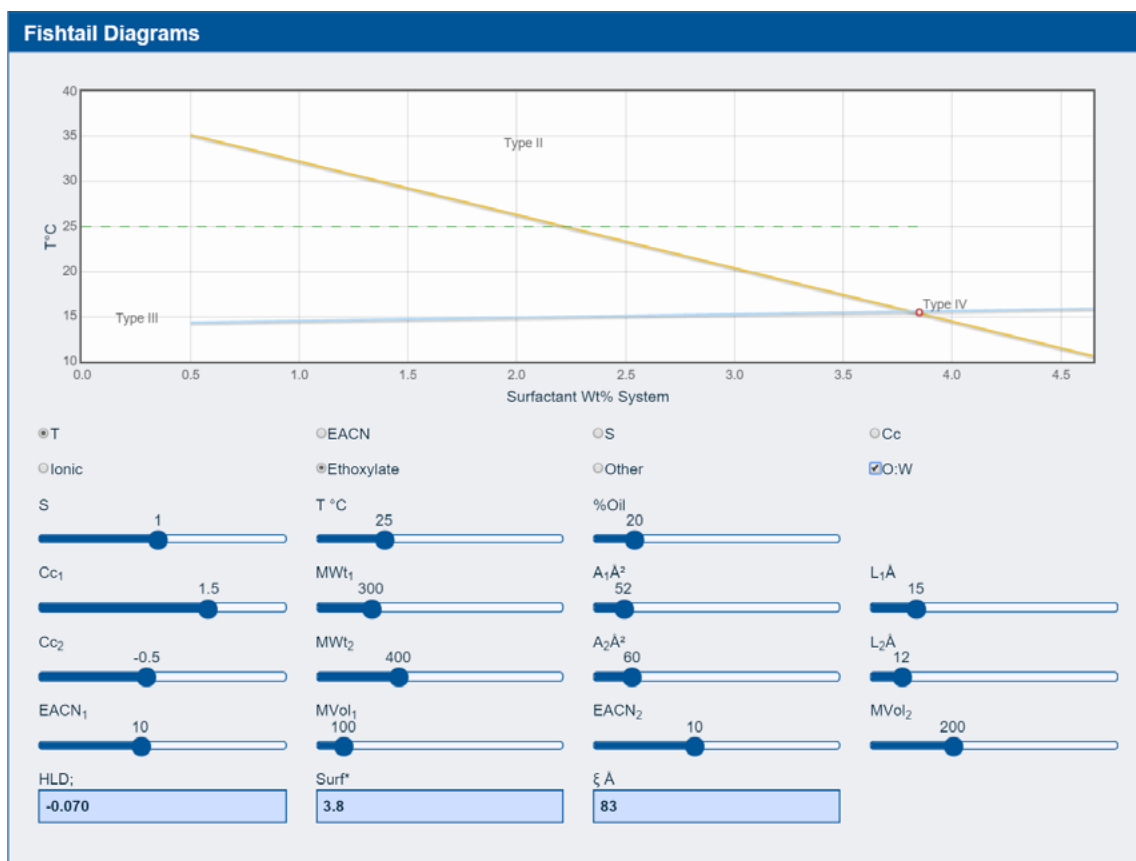 Fishtail Diagrams
40
35
30
25
20
15
10
T°C
Type II
Type III
Type IV
0.0 0.5 1.0 1.5 2.0 2.5 3.0 3.5 4.0 4.5
Surfactant Wt% System
T EACN S Cc
Ionic Ethoxylate Other O:W
S T °C %Oil
1 25 20
Cc₁ MWt₁ A₁Å² L₁Å
1.5 300 52 15
Cc₂ MWt₂ A₂Å² L₂Å
-0.5 400 60 12
EACN₁ MVol₁ EACN₂ MVol₂
10 100 10 200
HLD; Surf* ξ Å
-0.070 3.8 83